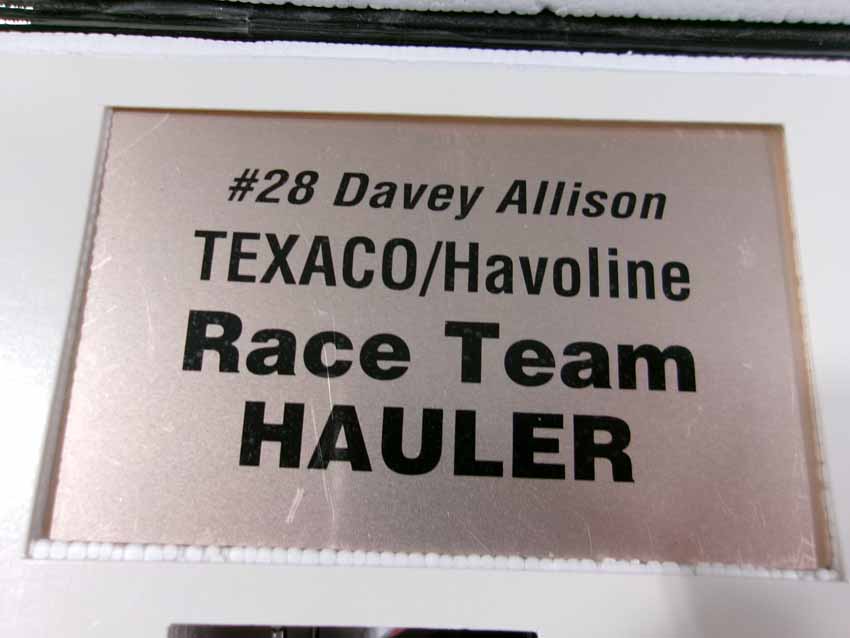 #28 Davey Allison
TEXACO/Havoline
Race Team
HAULER